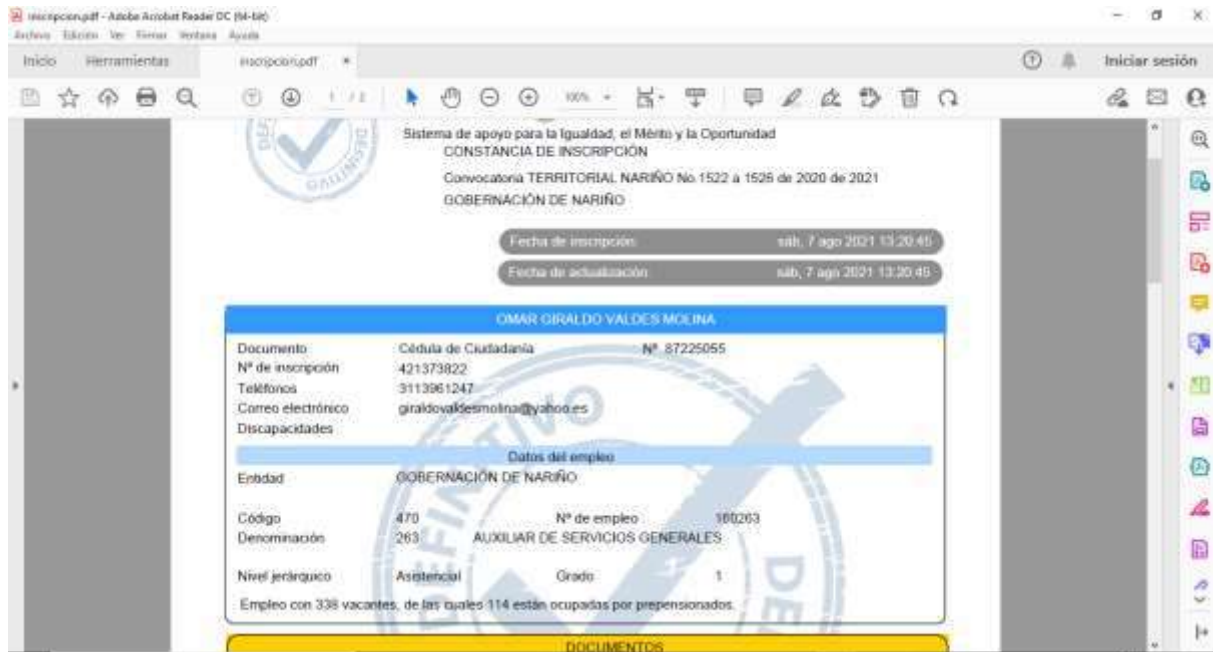 inscripcion.pdf - Adobe Acrobat Reader DC (64-bit)
Archivo Edición Ver Firmar Ventana Ayuda
Inicio Herramientas inscripcion.pdf × Iniciar sesión
1 / 2 100%
Sistema de apoyo para la Igualdad, el Mérito y la Oportunidad
CONSTANCIA DE INSCRIPCIÓN
Convocatoria TERRITORIAL NARIÑO No.1522 a 1526 de 2020 de 2021
GOBERNACIÓN DE NARIÑO
Fecha de inscripción: sáb, 7 ago 2021 13:20:45
Fecha de actualización: sáb, 7 ago 2021 13:20:45
OMAR GIRALDO VALDES MOLINA
Documento Cédula de Ciudadanía Nº 87225055
Nº de inscripción 421373822
Teléfonos 3113961247
Correo electrónico giraldovaldesmolina@yahoo.es
Discapacidades
Datos del empleo
Entidad GOBERNACIÓN DE NARIÑO
Código 470 Nº de empleo 160263
Denominación 263 AUXILIAR DE SERVICIOS GENERALES
Nivel jerárquico Asistencial Grado 1
Empleo con 338 vacantes, de las cuales 114 están ocupadas por prepensionados.
DOCUMENTOS
DEFINITIVO